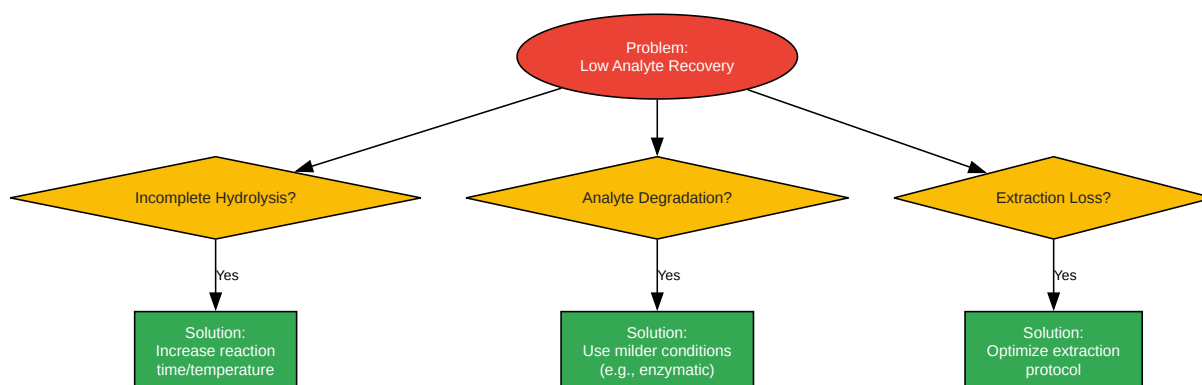 Problem:
Low Analyte Recovery
Incomplete Hydrolysis?
Analyte Degradation?
Extraction Loss?
Yes
Yes
Yes
Solution:
Increase reaction
time/temperature
Solution:
Use milder conditions
(e.g., enzymatic)
Solution:
Optimize extraction
protocol